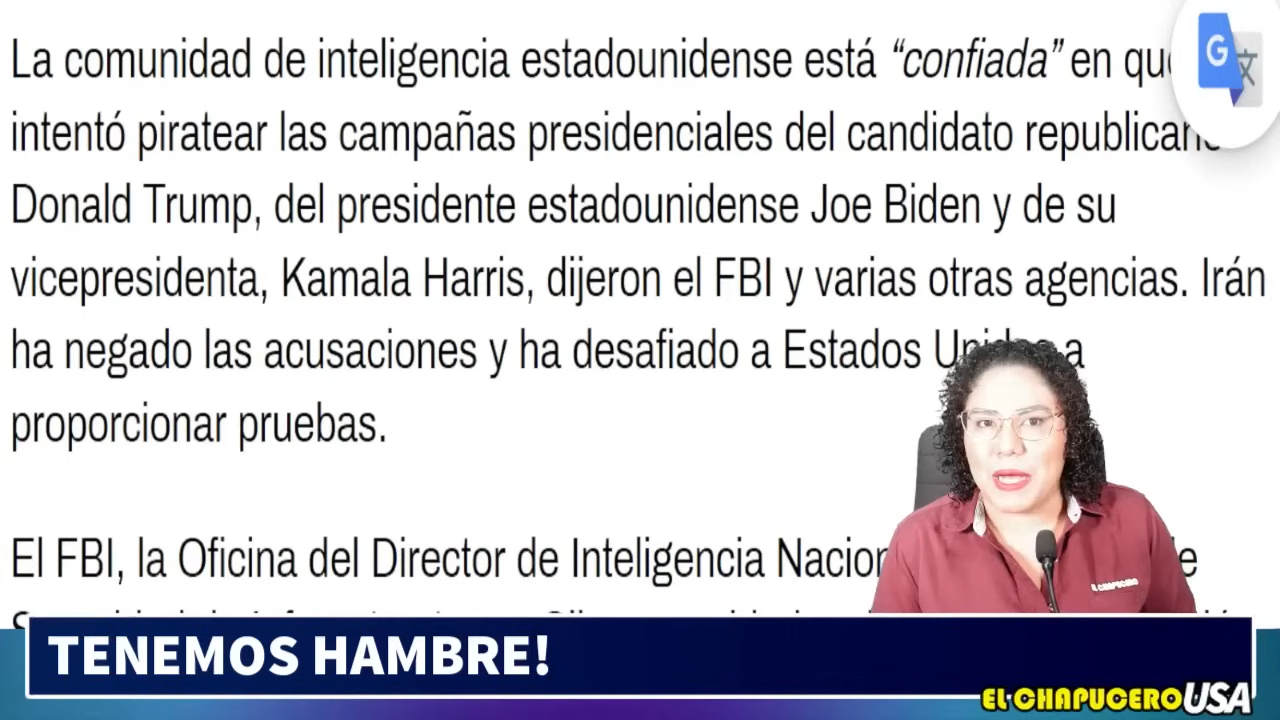 La comunidad de inteligencia estadounidense está “confiada” en
intentó piratear las campañas presidenciales del candidato republicano
Donald Trump, del presidente estadounidense Joe Biden y de su
vicepresidenta, Kamala Harris, dijeron el FBI y varias otras agencias. Irán
ha negado las acusaciones y ha desafiado a Estados Unidos a
proporcionar pruebas.
El FBI, la Oficina del Director de Inteligencia
EL CHAPUCERO
TENEMOS HAMBRE!
EL CHAPUCERO USA